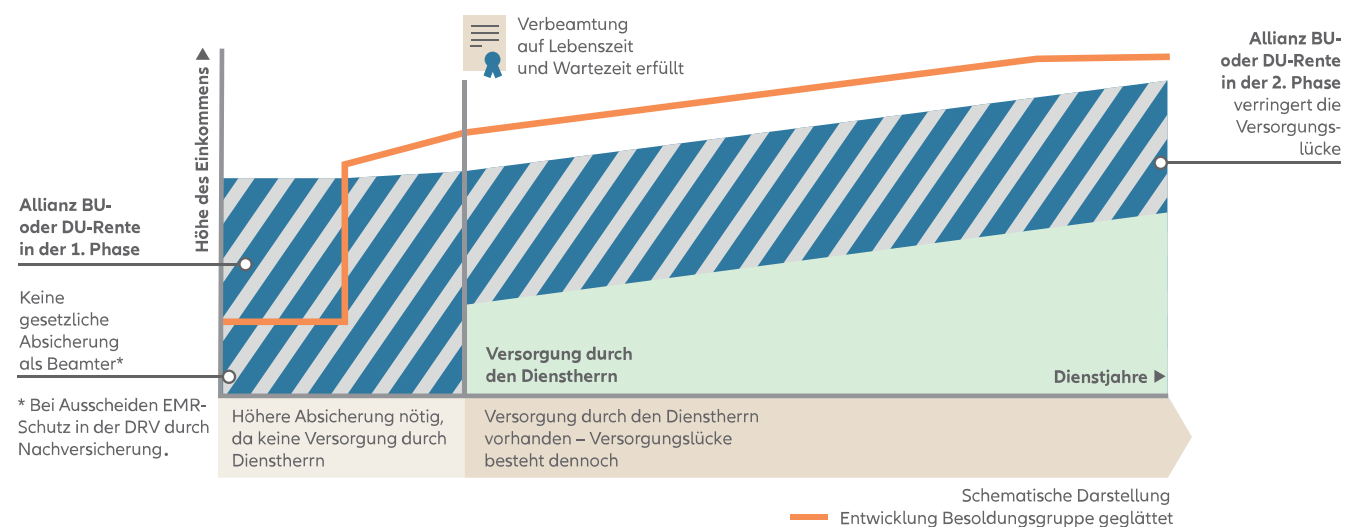 Verbeamtung
auf Lebenszeit
und Wartezeit erfüllt
Allianz BU-
oder DU-Rente
in der 2. Phase
verringert die
Versorgungs-
lücke
Höhe des Einkommens ▲
Allianz BU-
oder DU-Rente
in der 1. Phase
Keine
gesetzliche
Absicherung
als Beamter*
* Bei Ausscheiden EMR-
Schutz in der DRV durch
Nachversicherung.
Versorgung durch
den Dienstherrn
Dienstjahre ▶
Höhere Absicherung nötig,
da keine Versorgung durch
Dienstherrn
Versorgung durch den Dienstherrn
vorhanden – Versorgungslücke
besteht dennoch
Schematische Darstellung
Entwicklung Besoldungsgruppe geglättet